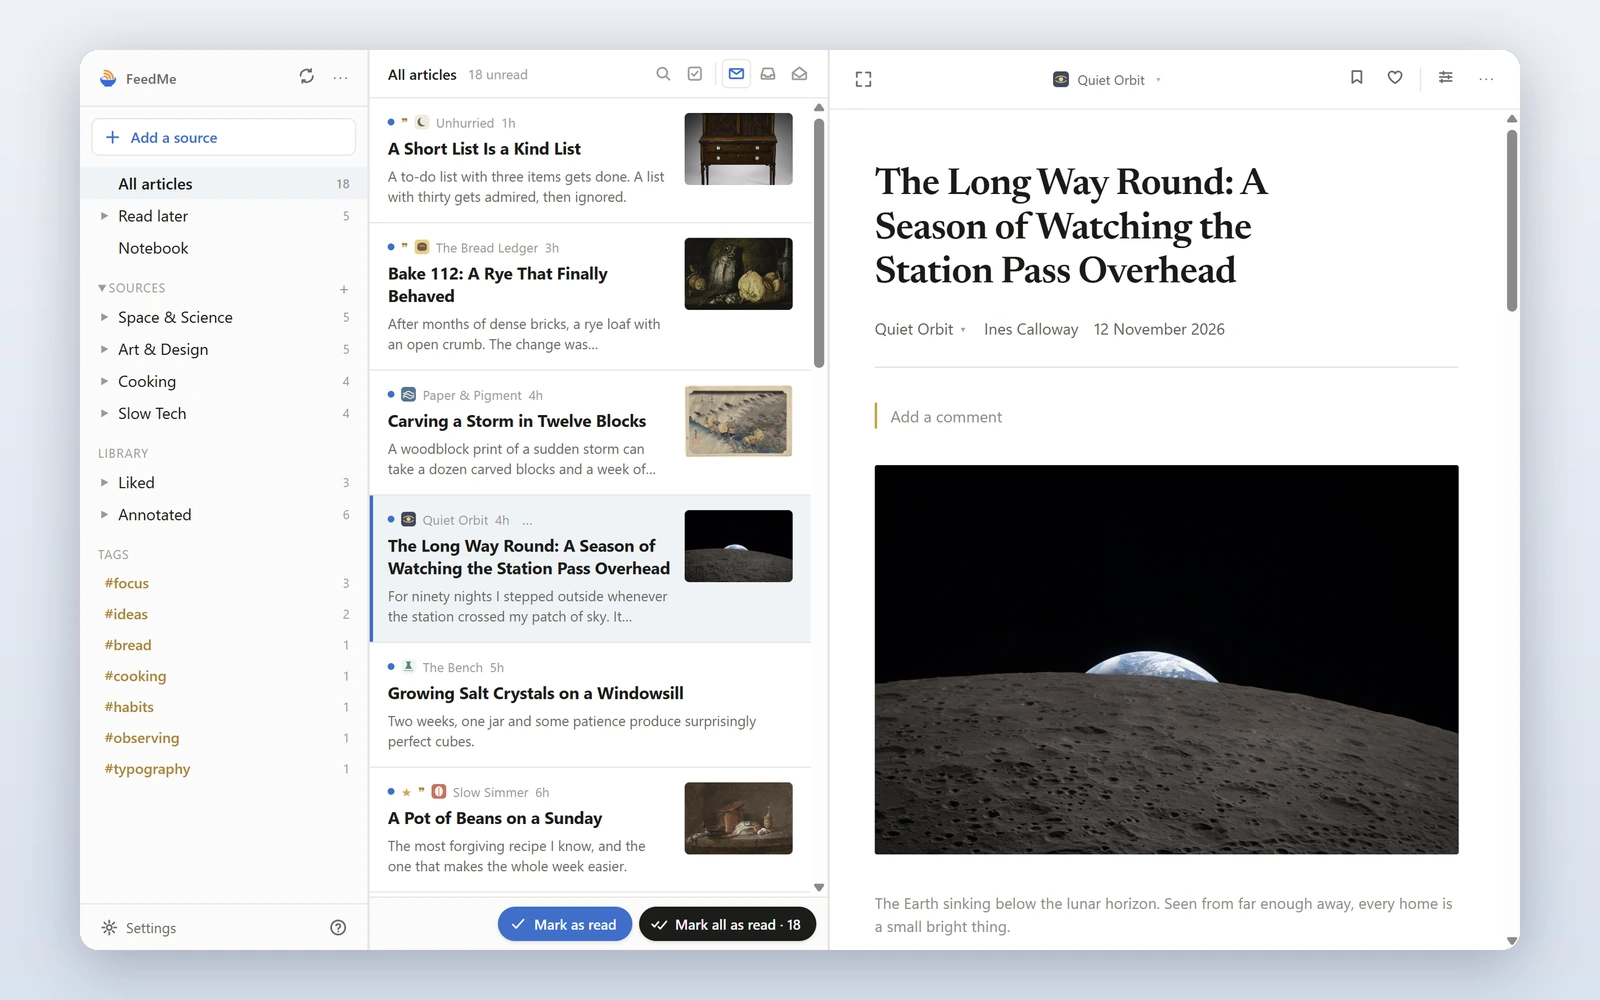 FeedMe
Add a source
All articles 18
Read later 5
Notebook
SOURCES
Space & Science 5
Art & Design 5
Cooking 4
Slow Tech 4
LIBRARY
Liked 3
Annotated 6
TAGS
#focus 3
#ideas 2
#bread 1
#cooking 1
#habits 1
#observing 1
#typography 1
Settings
All articles 18 unread
Unhurried 1h
A Short List Is a Kind List
A to-do list with three items gets done. A list
with thirty gets admired, then ignored.
The Bread Ledger 3h
Bake 112: A Rye That Finally
Behaved
After months of dense bricks, a rye loaf with
an open crumb. The change was...
Paper & Pigment 4h
Carving a Storm in Twelve Blocks
A woodblock print of a sudden storm can
take a dozen carved blocks and a week of...
Quiet Orbit 4h ...
The Long Way Round: A Season of
Watching the Station Pass Overhead
For ninety nights I stepped outside whenever
the station crossed my patch of sky. It...
The Bench 5h
Growing Salt Crystals on a Windowsill
Two weeks, one jar and some patience produce surprisingly
perfect cubes.
Slow Simmer 6h
A Pot of Beans on a Sunday
The most forgiving recipe I know, and the
one that makes the whole week easier.
Mark as read
Mark all as read · 18
Quiet Orbit
The Long Way Round: A
Season of Watching the
Station Pass Overhead
Quiet Orbit Ines Calloway 12 November 2026
Add a comment
The Earth sinking below the lunar horizon. Seen from far enough away, every home is
a small bright thing.